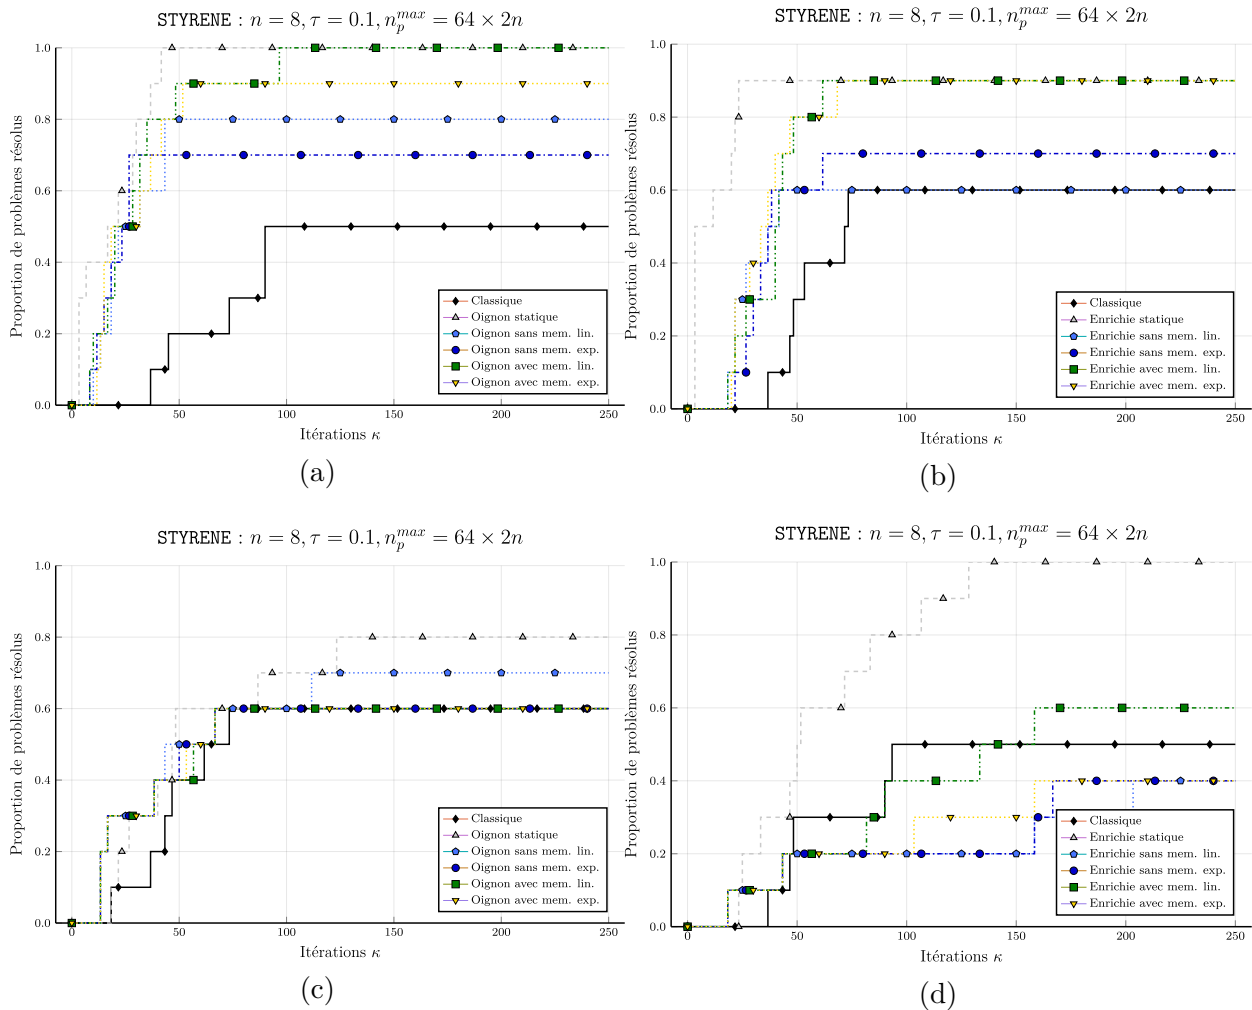 STYRENE : n = 8, τ = 0.1, n_p^{max} = 64 × 2n
Proportion de problèmes résolus
1.0
0.8
0.6
0.4
0.2
0.0
0
50
100
150
200
250
Itérations κ
Classique
Oignon statique
Oignon sans mem. lin.
Oignon sans mem. exp.
Oignon avec mem. lin.
Oignon avec mem. exp.
(a)
STYRENE : n = 8, τ = 0.1, n_p^{max} = 64 × 2n
Proportion de problèmes résolus
1.0
0.8
0.6
0.4
0.2
0.0
0
50
100
150
200
250
Itérations κ
Classique
Enrichie statique
Enrichie sans mem. lin.
Enrichie sans mem. exp.
Enrichie avec mem. lin.
Enrichie avec mem. exp.
(b)
STYRENE : n = 8, τ = 0.1, n_p^{max} = 64 × 2n
Proportion de problèmes résolus
1.0
0.8
0.6
0.4
0.2
0.0
0
50
100
150
200
250
Itérations κ
Classique
Oignon statique
Oignon sans mem. lin.
Oignon sans mem. exp.
Oignon avec mem. lin.
Oignon avec mem. exp.
(c)
STYRENE : n = 8, τ = 0.1, n_p^{max} = 64 × 2n
Proportion de problèmes résolus
1.0
0.8
0.6
0.4
0.2
0.0
0
50
100
150
200
250
Itérations κ
Classique
Enrichie statique
Enrichie sans mem. lin.
Enrichie sans mem. exp.
Enrichie avec mem. lin.
Enrichie avec mem. exp.
(d)